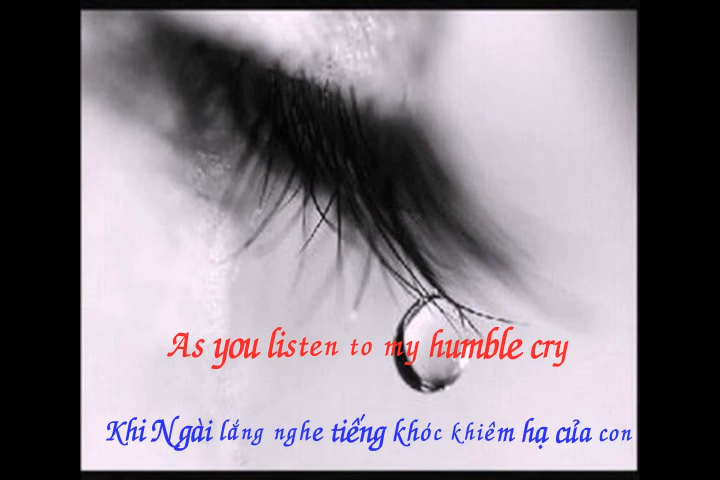 As you listen to my humble cry
Khi Ngài lắng nghe tiếng khóc khiêm hạ của con